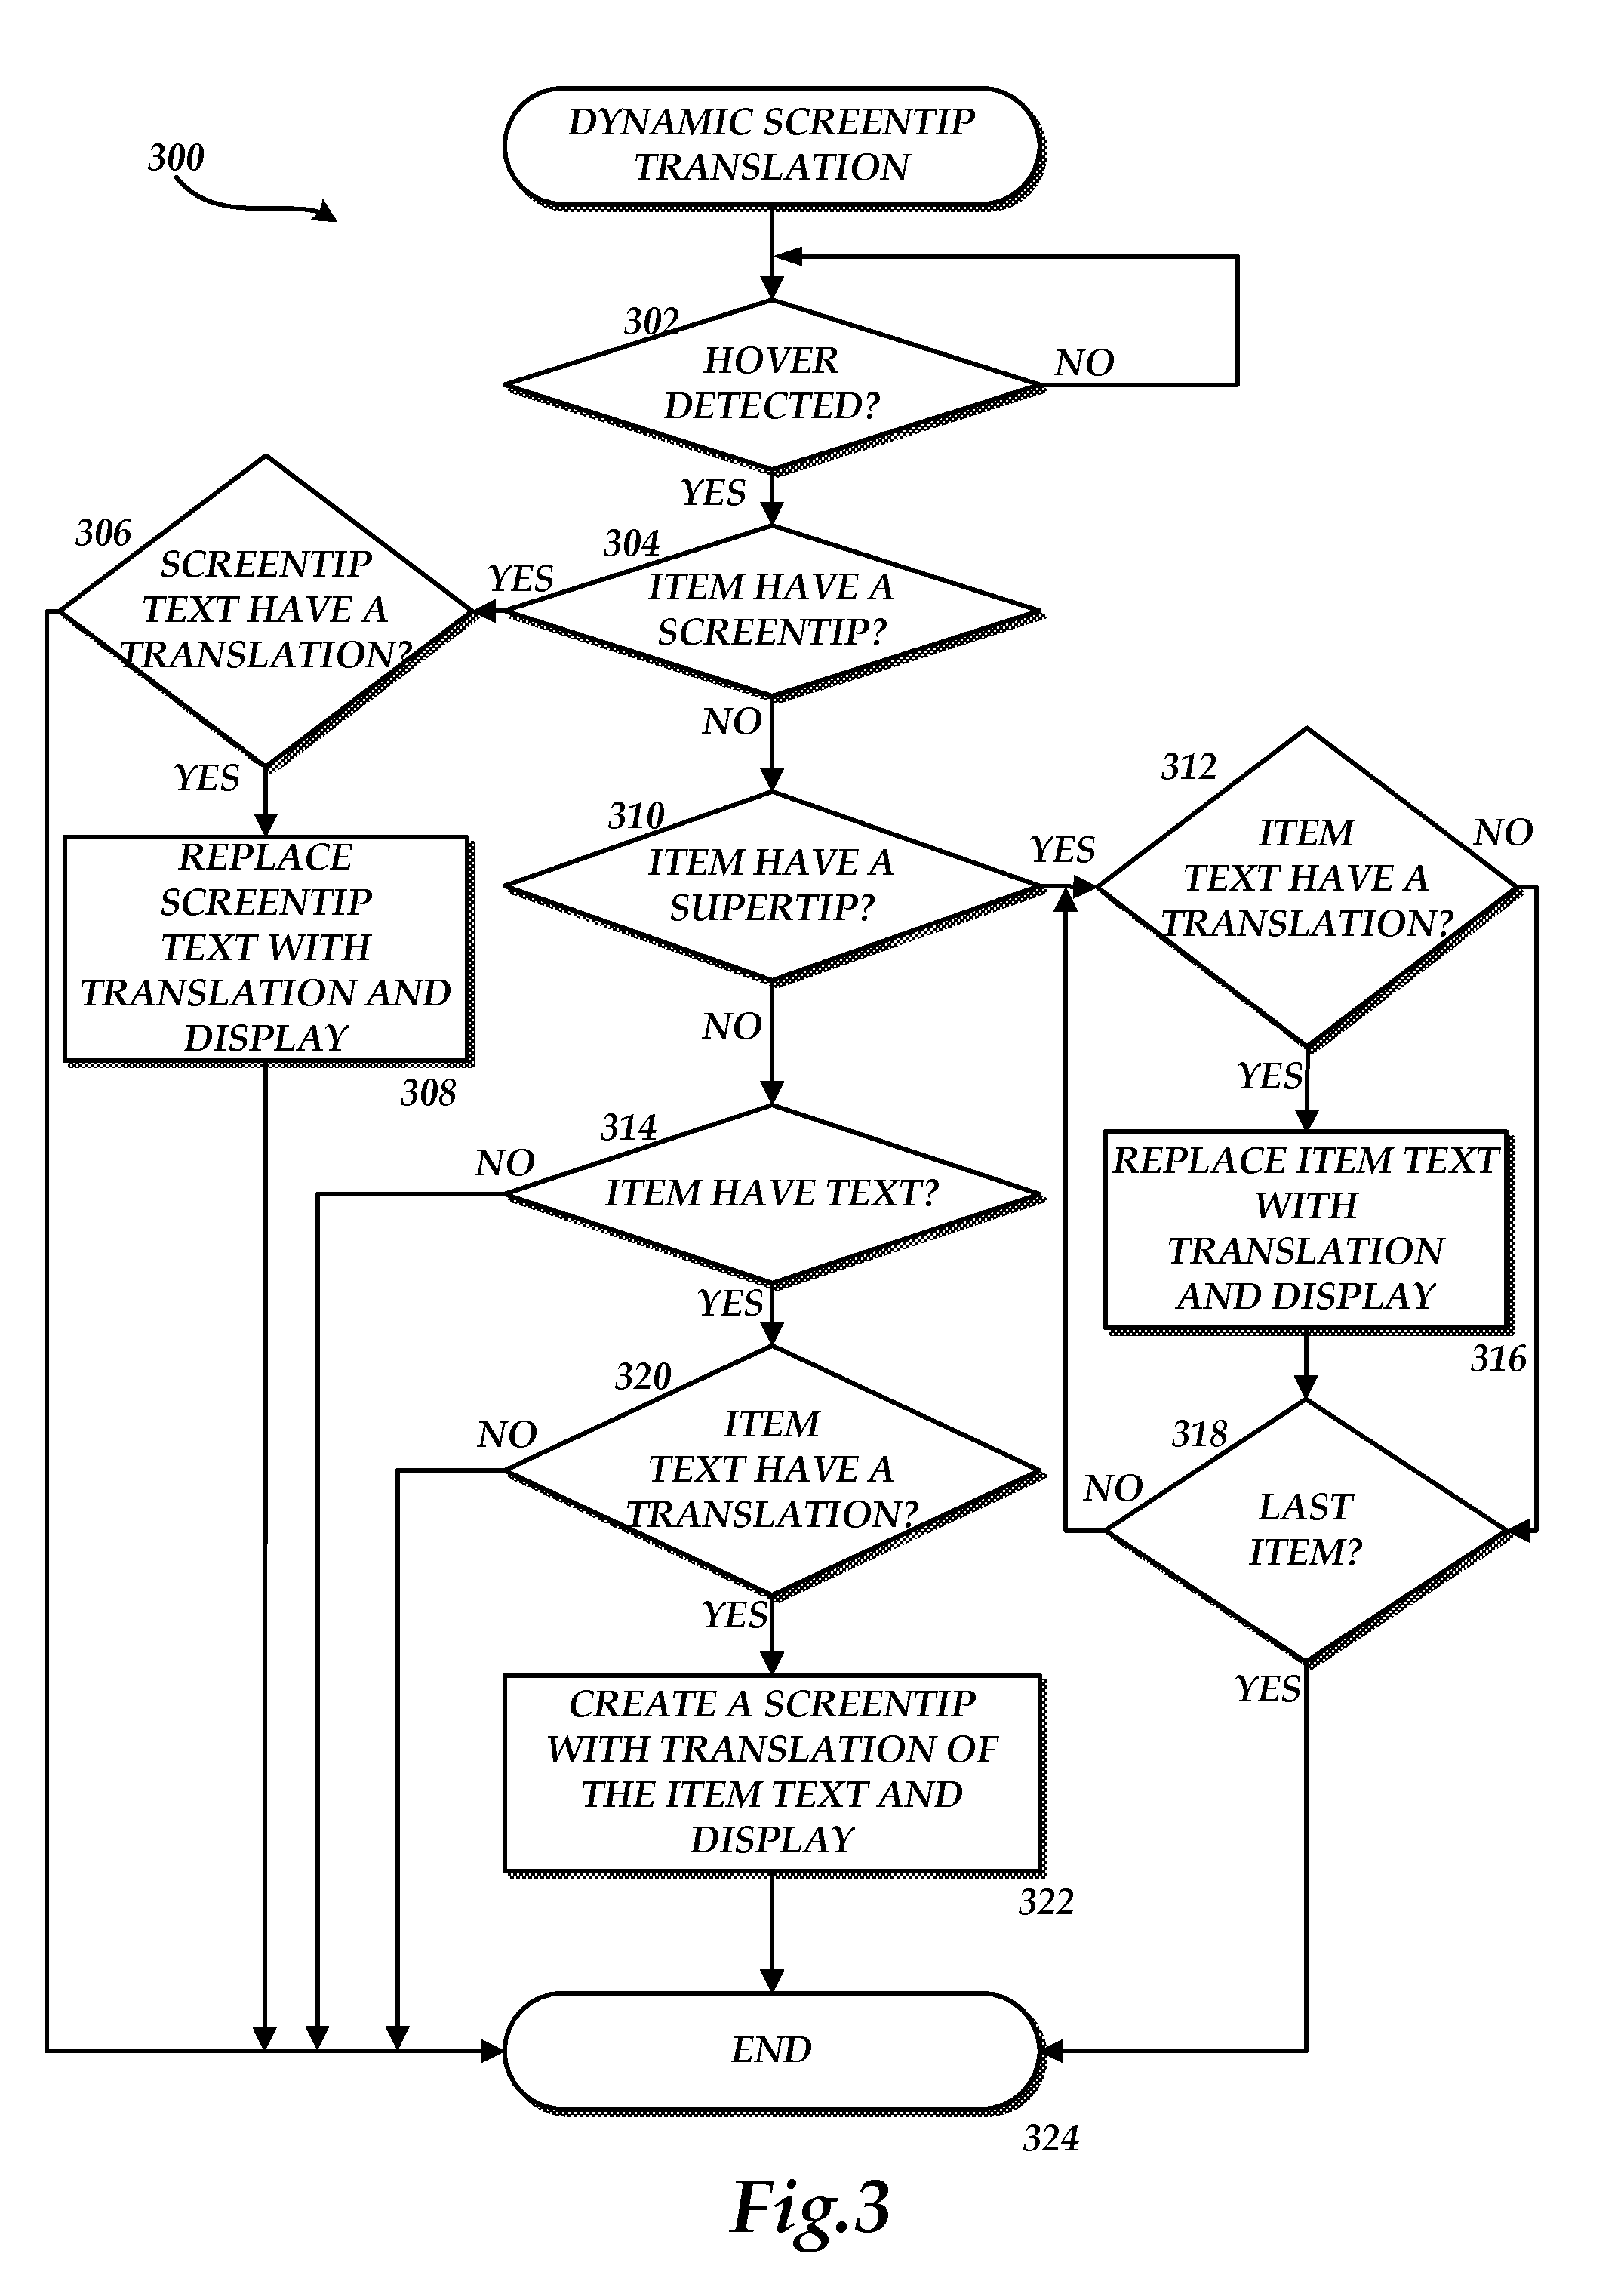 DYNAMIC SCREENTIP
TRANSLATION
300
302
HOVER
DETECTED?
NO
YES
306
SCREENTIP
TEXT HAVE A
TRANSLATION?
YES
304
ITEM HAVE A
SCREENTIP?
NO
YES
REPLACE
SCREENTIP
TEXT WITH
TRANSLATION AND
DISPLAY
308
310
ITEM HAVE A
SUPERTIP?
YES
NO
312
ITEM
TEXT HAVE A
TRANSLATION?
NO
YES
314
NO
ITEM HAVE TEXT?
YES
REPLACE ITEM TEXT
WITH
TRANSLATION
AND DISPLAY
316
320
NO
ITEM
TEXT HAVE A
TRANSLATION?
YES
318
NO
LAST
ITEM?
YES
CREATE A SCREENTIP
WITH TRANSLATION OF
THE ITEM TEXT AND
DISPLAY
322
END
324
Fig.3